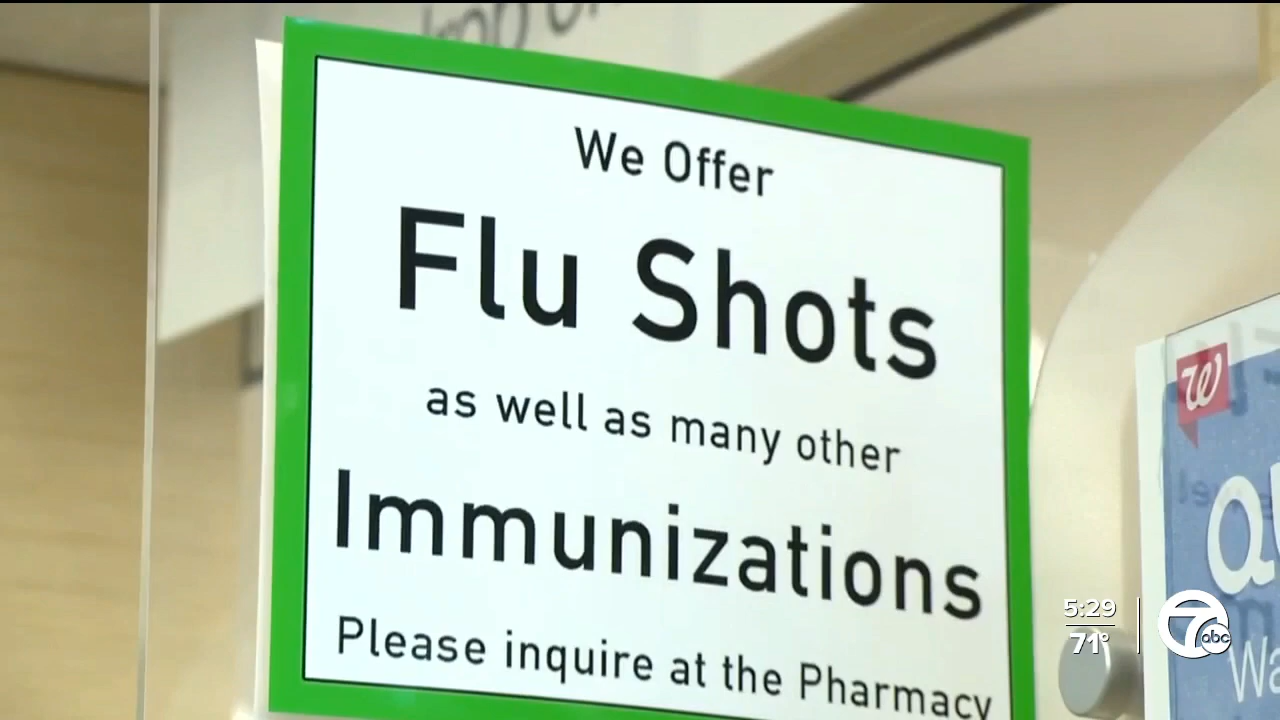 We Offer
Flu Shots
as well as many other
Immunizations
Please inquire at the Pharmacy
W
5:29
71°
7
abc
Wa